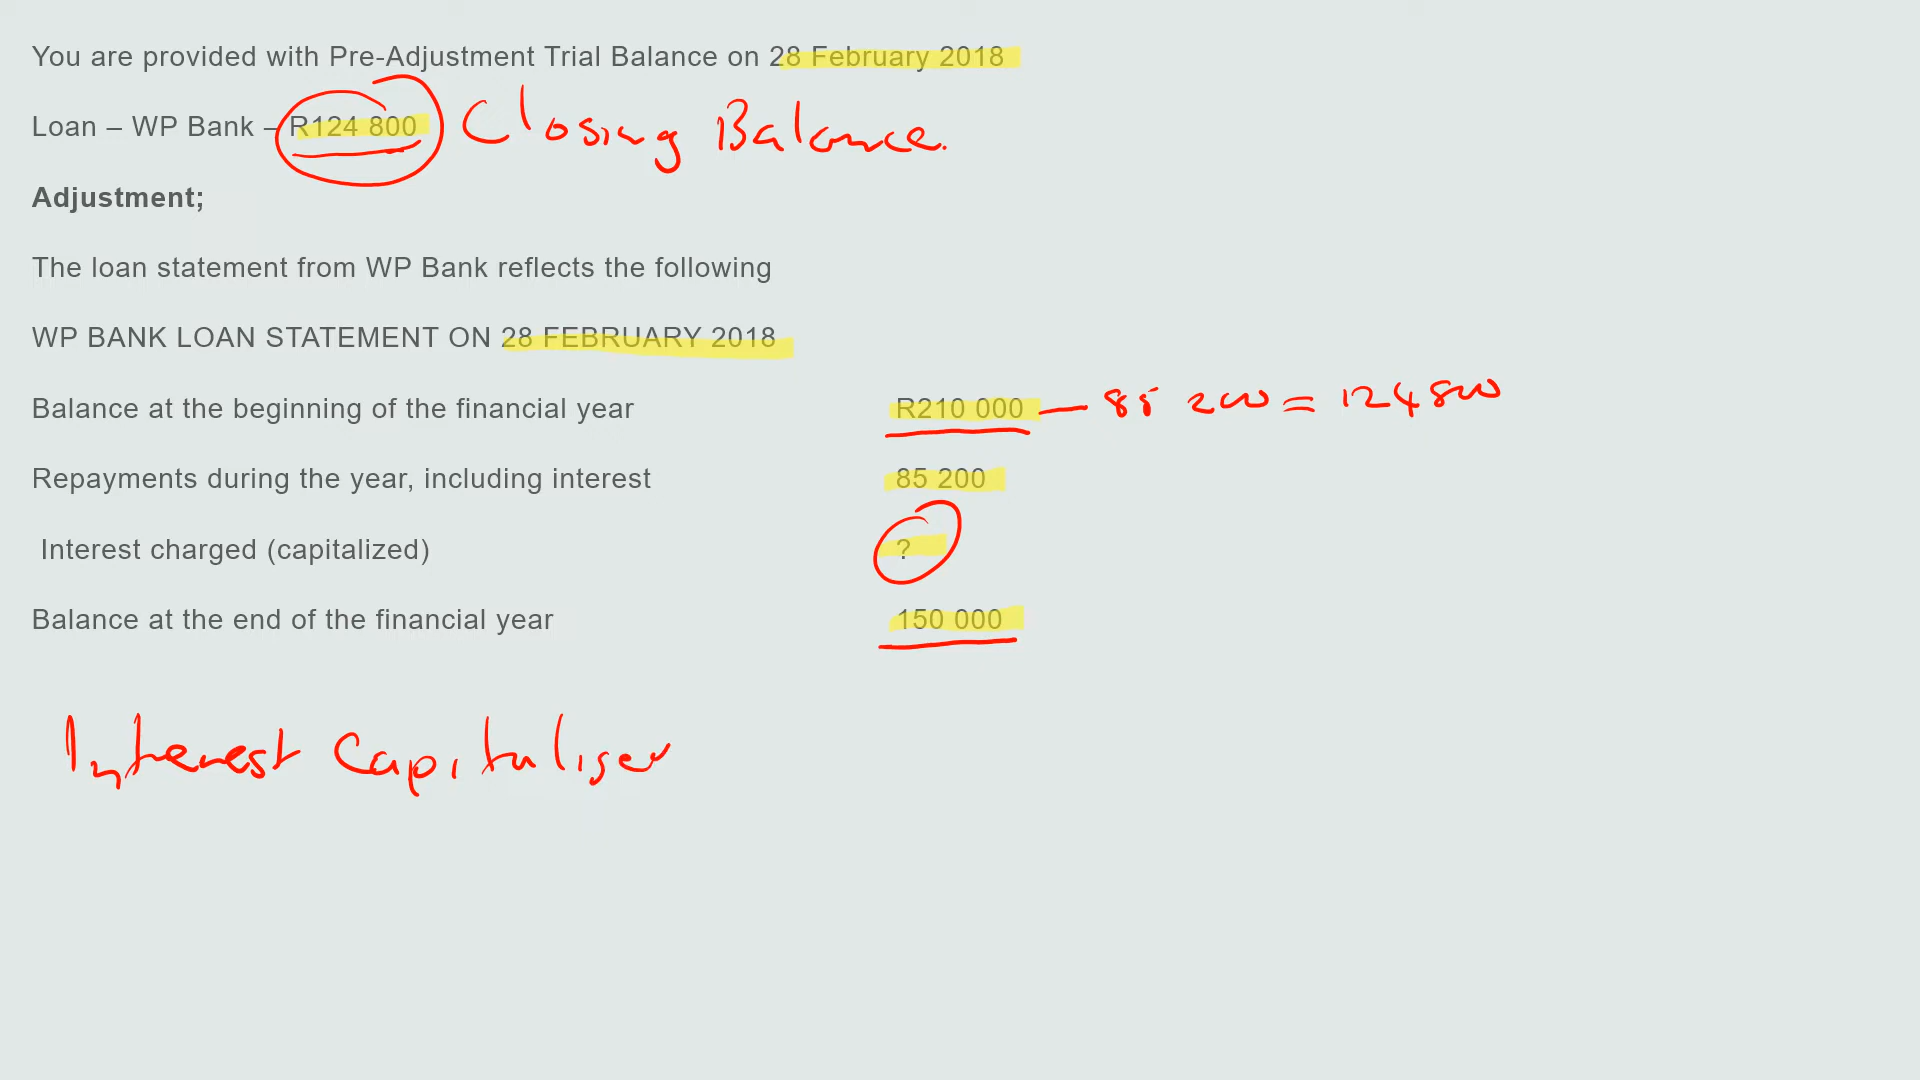 You are provided with Pre-Adjustment Trial Balance on 28 February 2018
Loan – WP Bank – R124 800 Closing Balance.
Adjustment;
The loan statement from WP Bank reflects the following
WP BANK LOAN STATEMENT ON 28 FEBRUARY 2018
Balance at the beginning of the financial year R210 000 — 85 200 = 124 800
Repayments during the year, including interest 85 200
Interest charged (capitalized) ?
Balance at the end of the financial year 150 000
Interest Capitalised